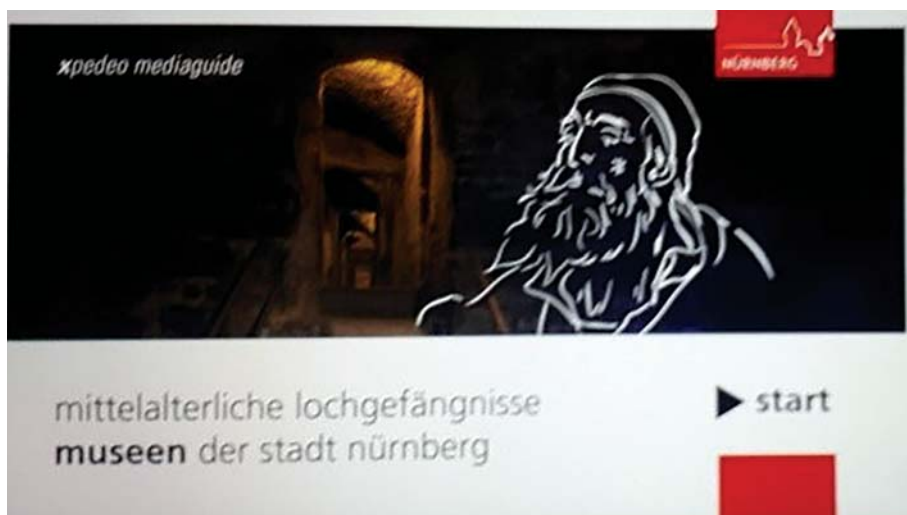 xpedeo mediaguide
NÜRNBERG
mittelalterliche lochgefängnisse
museen der stadt nürnberg
▶ start